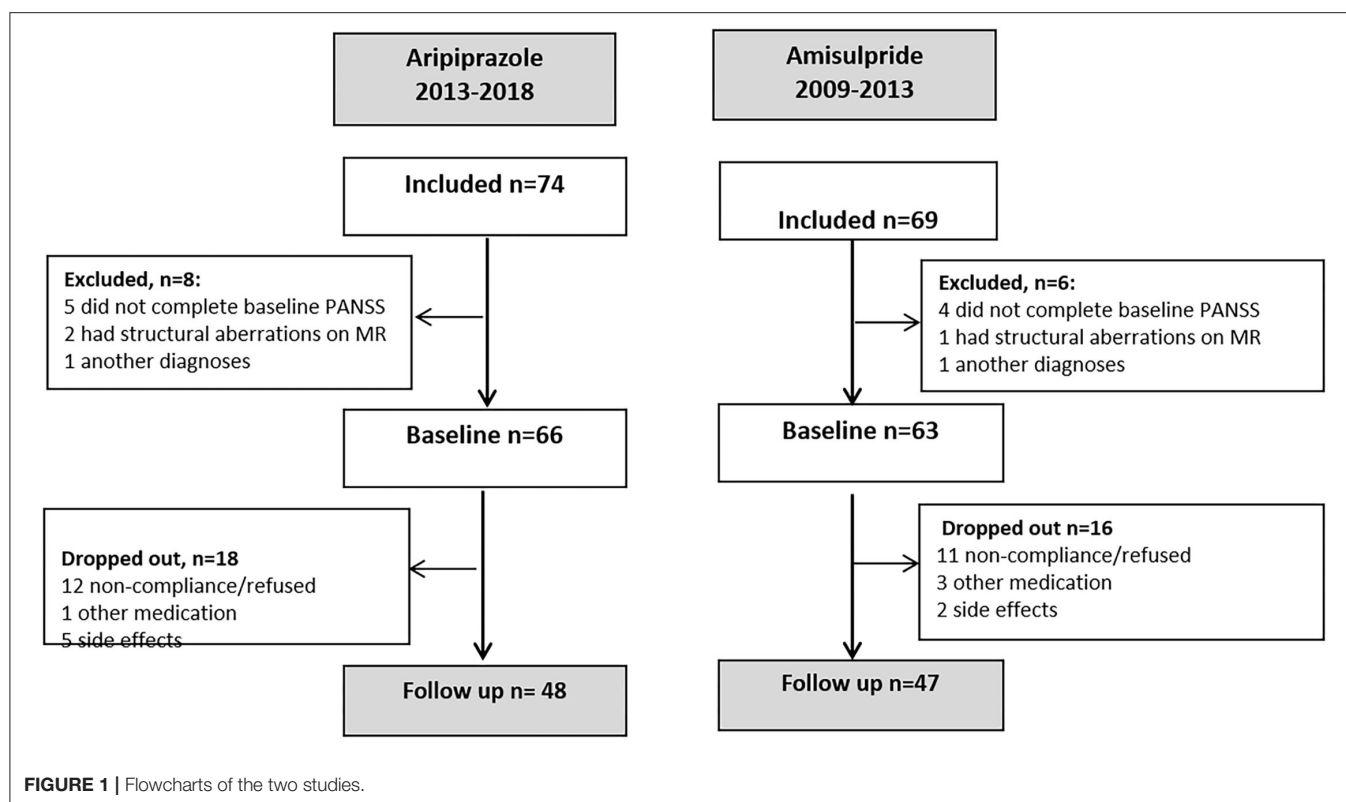 Aripiprazole
2013-2018
Included n=74
Excluded, n=8:
5 did not complete baseline PANSS
2 had structural aberrations on MR
1 another diagnoses
Baseline n=66
Dropped out, n=18
12 non-compliance/refused
1 other medication
5 side effects
Follow up n= 48
Amisulpride
2009-2013
Included n=69
Excluded, n=6:
4 did not complete baseline PANSS
1 had structural aberrations on MR
1 another diagnoses
Baseline n=63
Dropped out n=16
11 non-compliance/refused
3 other medication
2 side effects
Follow up n=47
FIGURE 1 | Flowcharts of the two studies.